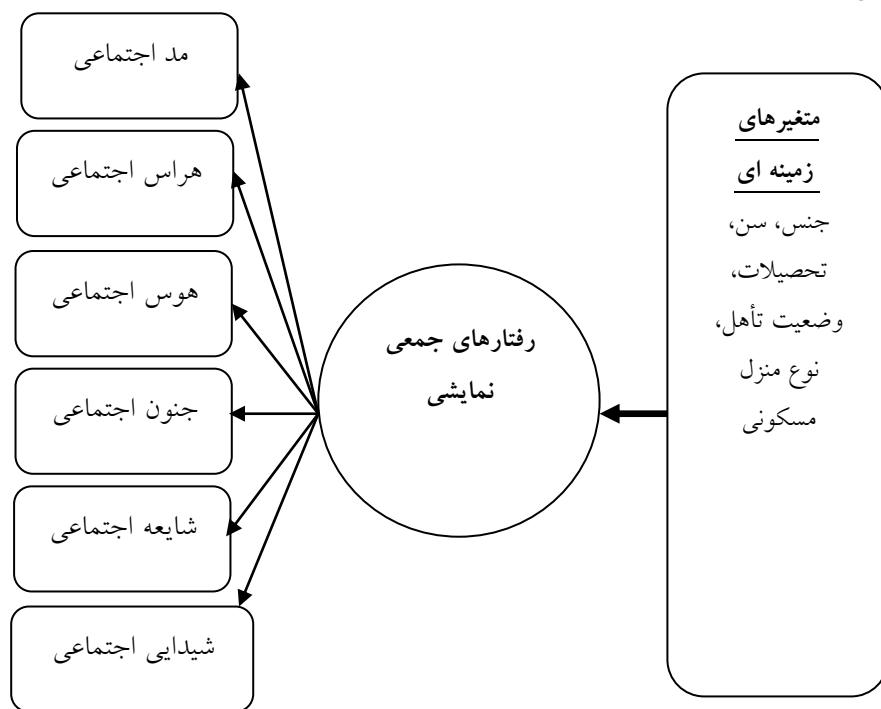 متغیرهای
زمینه ای
جنس، سن،
تحصیلات،
وضعیت تأهل،
نوع منزل
مسکونی
رفتارهای جمعی
نمایشی
مد اجتماعی
هراس اجتماعی
هوس اجتماعی
جنون اجتماعی
شایعه اجتماعی
شیدایی اجتماعی